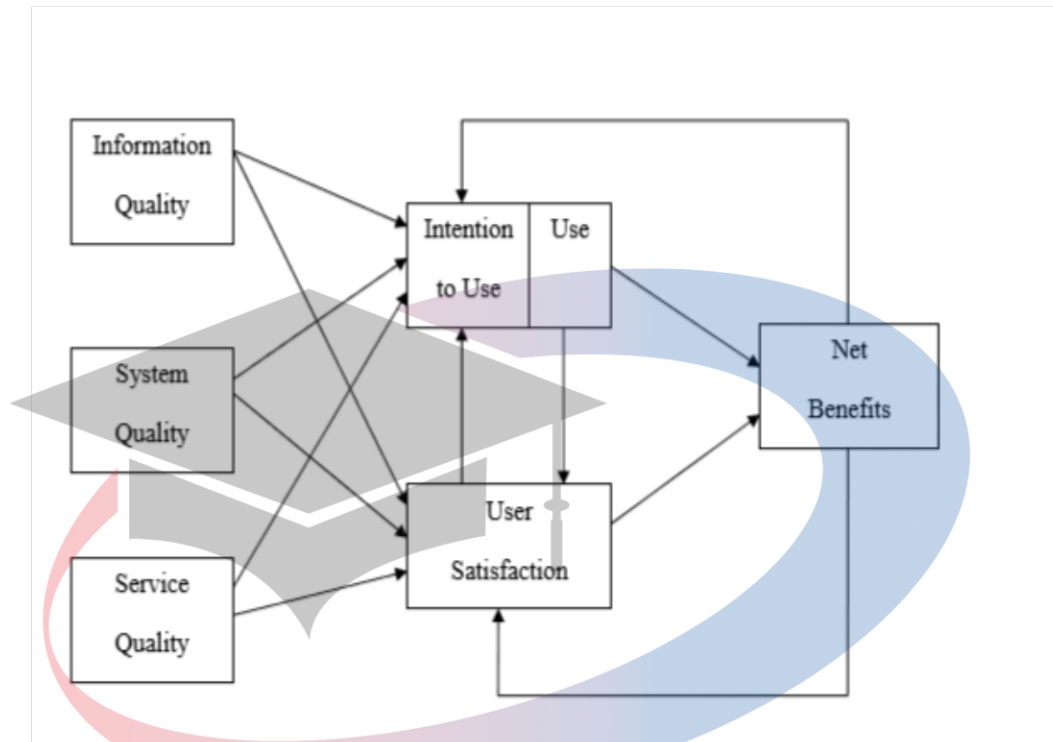 Information
Quality
Intention
to Use
Use
System
Quality
Net
Benefits
User
Satisfaction
Service
Quality